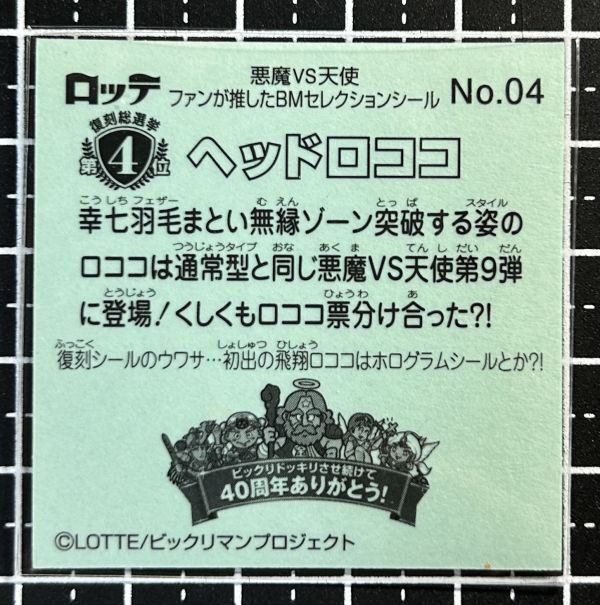 ロッテ
悪魔VS天使
ファンが推したBMセレクションシール
No.04
復刻総選挙
第4位
ヘッドロココ
こうしちフェザー むえん とっぱ スタイル
幸七羽毛まとい無縁ゾーン突破する姿の
つうじょうタイプ おな あくま てんしだい だん
ロココは通常型と同じ悪魔VS天使第9弾
とうじょう ひょうわ あ
に登場!くしくもロココ票分け合った?!
ふっこく しょしゅつ ひしょう
復刻シールのウワサ…初出の飛翔ロココはホログラムシールとか?!
ビックリドッキリさせ続けて
40周年ありがとう!
©LOTTE/ビックリマンプロジェクト